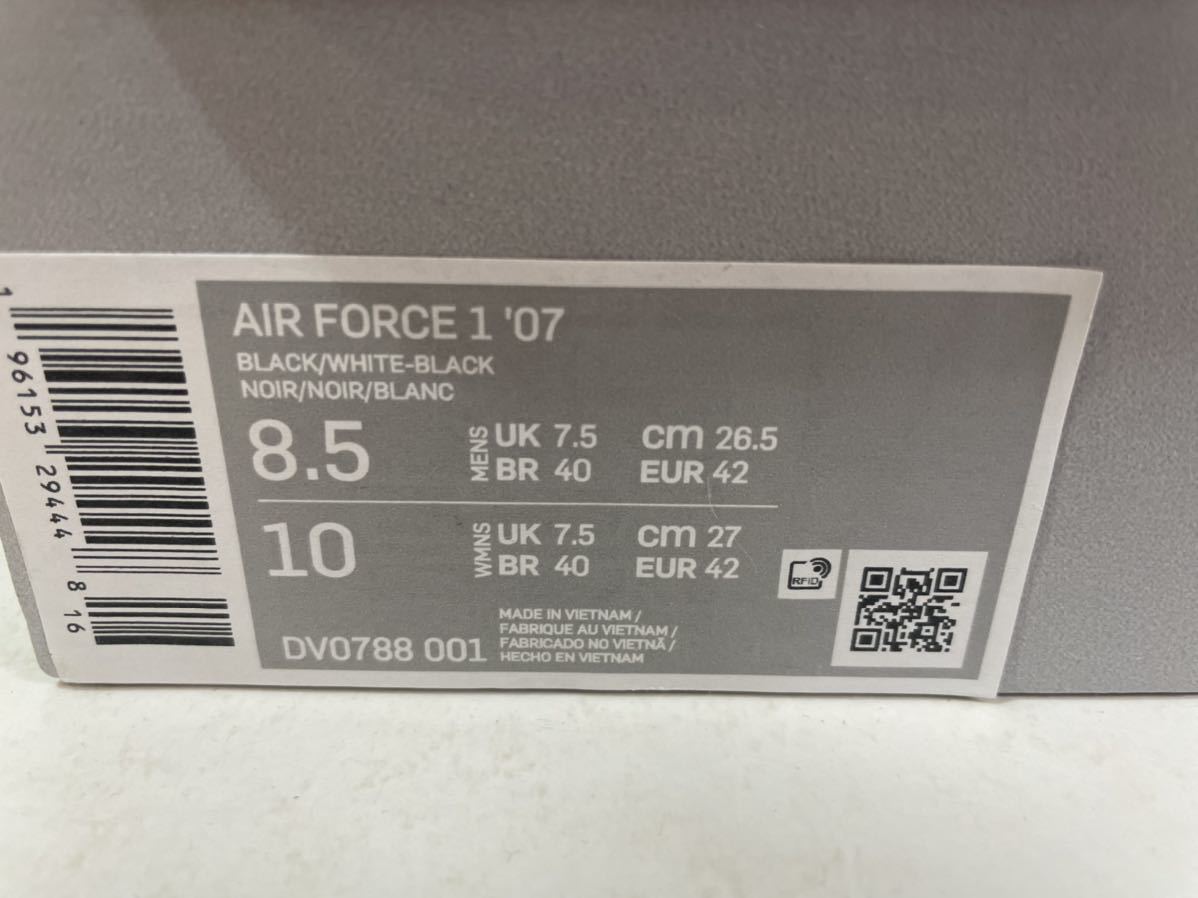 AIR FORCE 1 '07
BLACK/WHITE-BLACK
NOIR/NOIR/BLANC
8.5 MENS UK 7.5 cm 26.5
BR 40 EUR 42
10 WMNS UK 7.5 cm 27
BR 40 EUR 42
DV0788 001
MADE IN VIETNAM /
FABRIQUE AU VIETNAM /
FABRICADO NO VIETNÃ /
HECHO EN VIETNAM
RFID
1 96153 29444 8 16